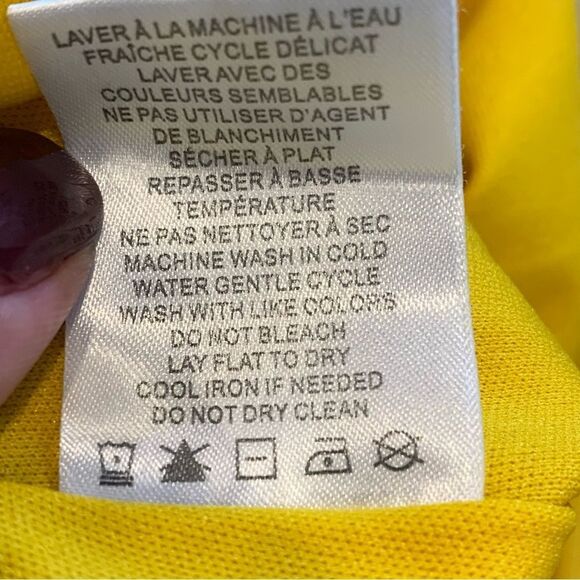 LAVER À LA MACHINE À L'EAU
FRAÎCHE CYCLE DÉLICAT
LAVER AVEC DES
COULEURS SEMBLABLES
NE PAS UTILISER D'AGENT
DE BLANCHIMENT
SÉCHER À PLAT
REPASSER À BASSE
TEMPÉRATURE
NE PAS NETTOYER À SEC
MACHINE WASH IN COLD
WATER GENTLE CYCLE
WASH WITH LIKE COLORS
DO NOT BLEACH
LAY FLAT TO DRY
COOL IRON IF NEEDED
DO NOT DRY CLEAN